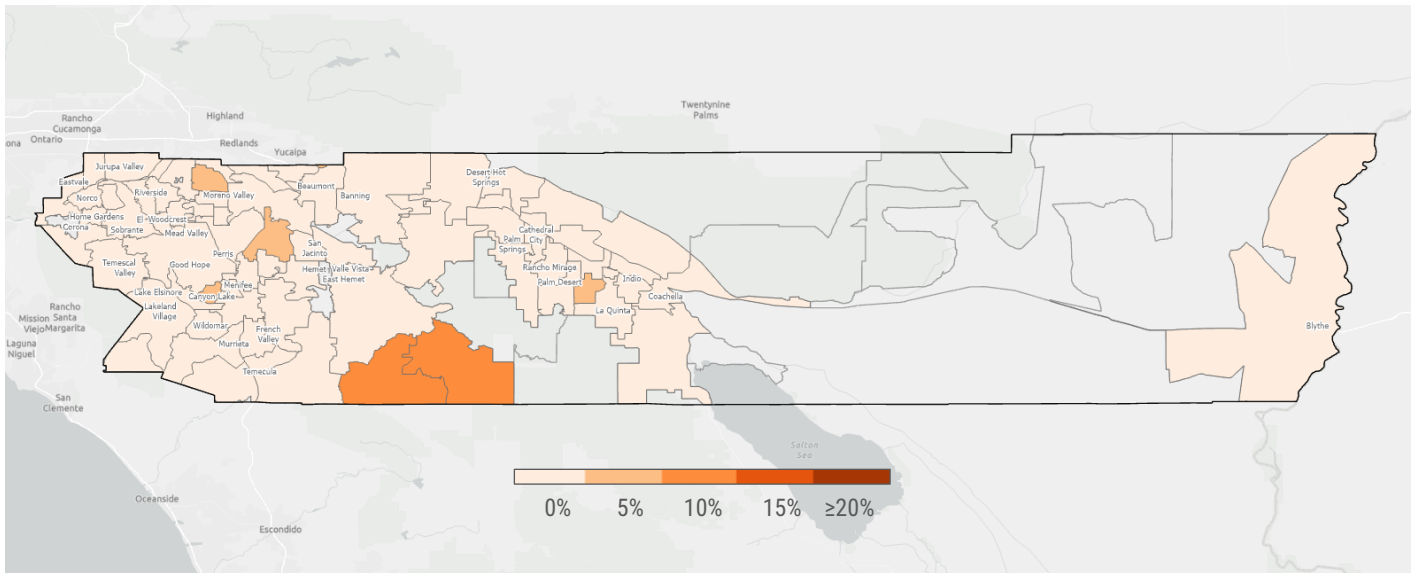 Twentynine
Palms
Rancho
Cucamonga
Highland
ona
Ontario
Redlands
Yucaipa
Jurupa Valley
Desert Hot
Springs
Eastvale
Norco
Riverside
Moreno Valley
Beaumont
Banning
Home Gardens
Corona
El
Sobrante
Woodcrest
Mead Valley
Cathedral
City
Palm
Springs
San
Jacinto
Perris
Temescal
Valley
Good Hope
Hemet
Valle Vista
East Hemet
Rancho Mirage
Palm Desert
Indio
Coachella
Menifee
Lake Elsinore
Canyon Lake
Lakeland
Village
La Quinta
Rancho
Santa
Margarita
Mission
Viejo
Wildomar
French
Valley
Murrieta
Blythe
Laguna
Niguel
Temecula
San
Clemente
Salton
Sea
Oceanside
Escondido
0% 5% 10% 15% ≥20%